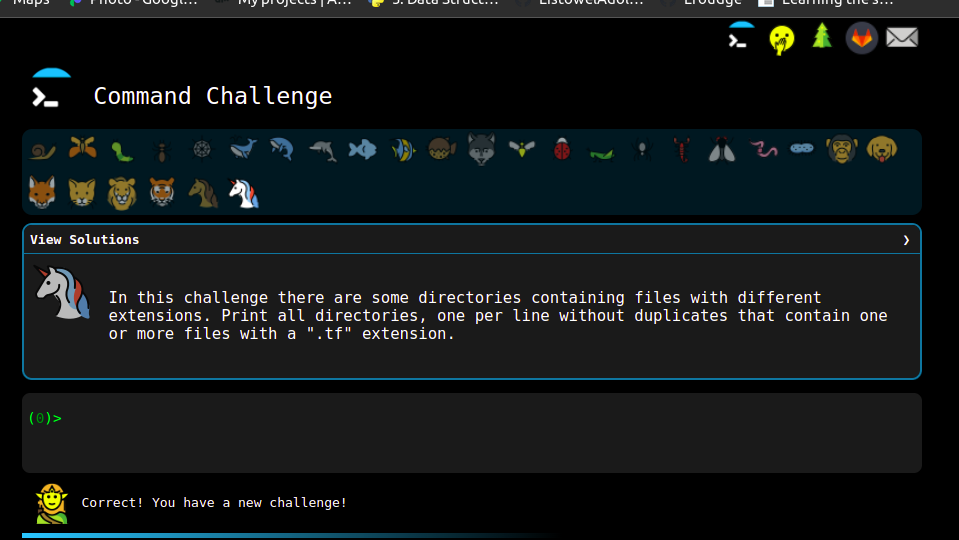 Maps Photo - Googl... My projects | A... 5. Data Struct... ListowelAdol... Erouuge Learning the s...
Command Challenge
View Solutions
In this challenge there are some directories containing files with different
extensions. Print all directories, one per line without duplicates that contain one
or more files with a ".tf" extension.
(0)>
Correct! You have a new challenge!